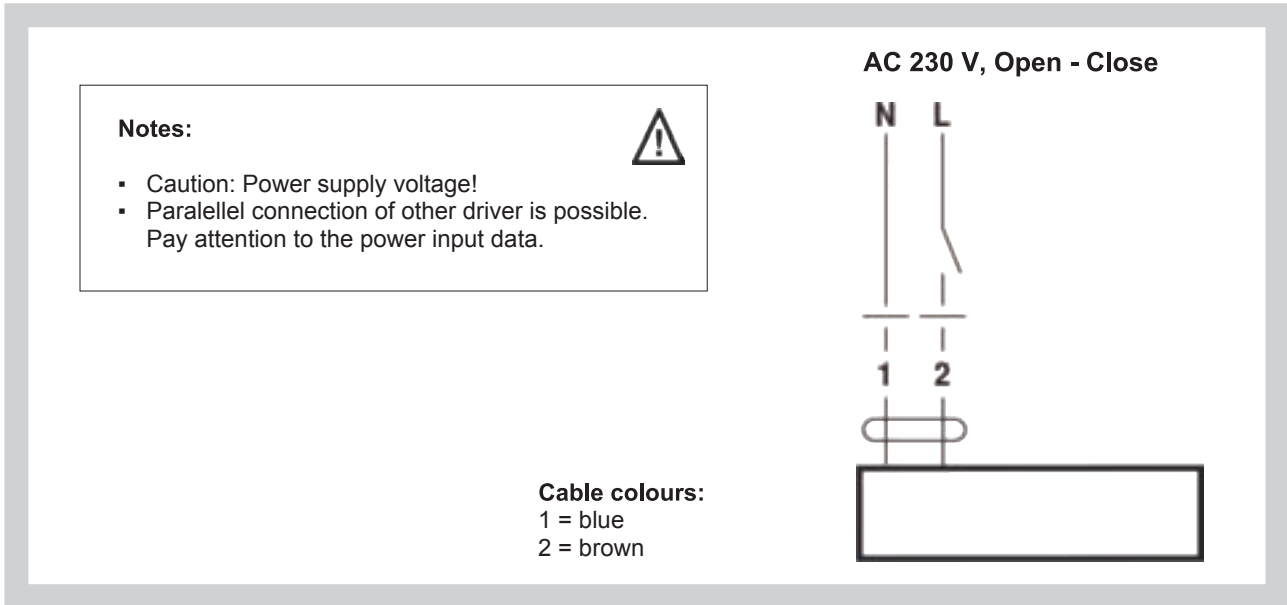 AC 230 V, Open - Close
Notes:
▪ Caution: Power supply voltage!
▪ Paralellel connection of other driver is possible.
Pay attention to the power input data.
N L
1 2
Cable colours:
1 = blue
2 = brown